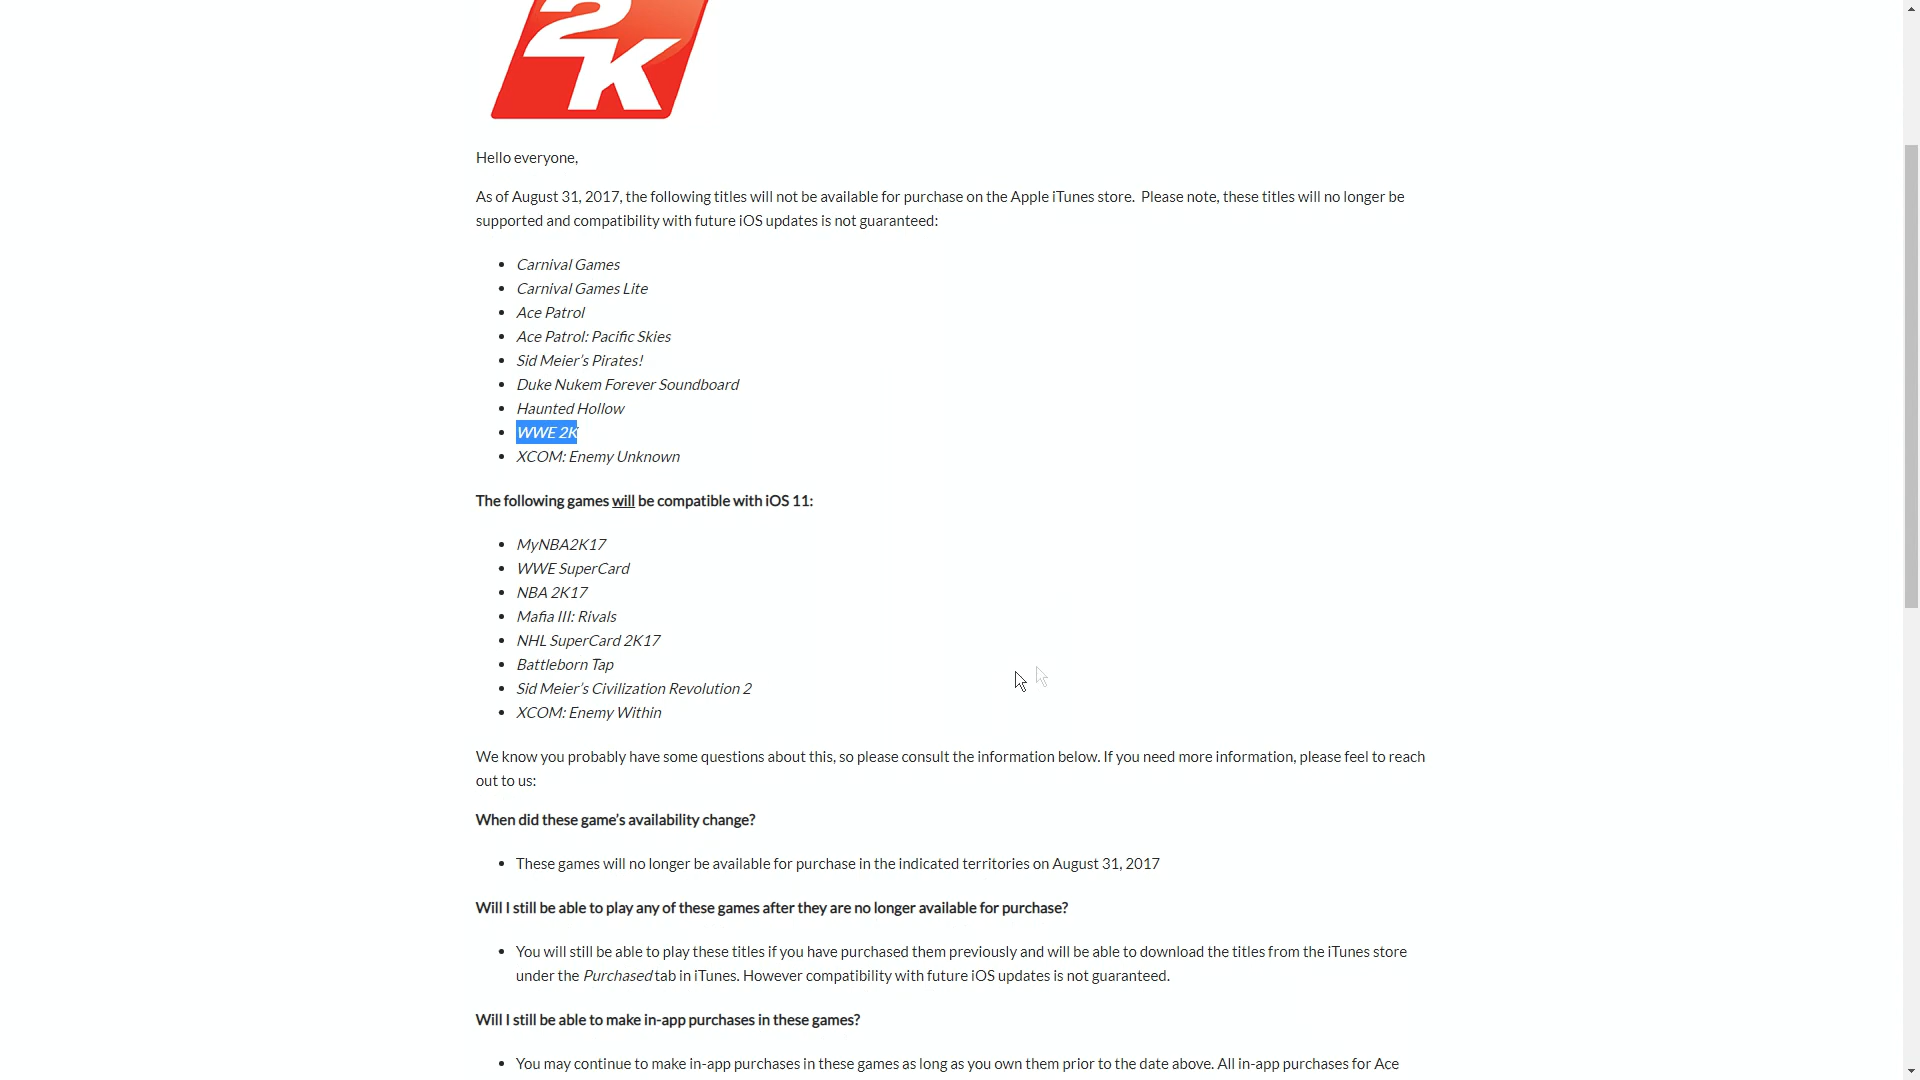 2K
Hello everyone,
As of August 31, 2017, the following titles will not be available for purchase on the Apple iTunes store.  Please note, these titles will no longer be
supported and compatibility with future iOS updates is not guaranteed:
Carnival Games
Carnival Games Lite
Ace Patrol
Ace Patrol: Pacific Skies
Sid Meier’s Pirates!
Duke Nukem Forever Soundboard
Haunted Hollow
WWE 2K
XCOM: Enemy Unknown
The following games will be compatible with iOS 11:
MyNBA2K17
WWE SuperCard
NBA 2K17
Mafia III: Rivals
NHL SuperCard 2K17
Battleborn Tap
Sid Meier’s Civilization Revolution 2
XCOM: Enemy Within
We know you probably have some questions about this, so please consult the information below. If you need more information, please feel to reach
out to us:
When did these game’s availability change?
These games will no longer be available for purchase in the indicated territories on August 31, 2017
Will I still be able to play any of these games after they are no longer available for purchase?
You will still be able to play these titles if you have purchased them previously and will be able to download the titles from the iTunes store
under the Purchased tab in iTunes. However compatibility with future iOS updates is not guaranteed.
Will I still be able to make in-app purchases in these games?
You may continue to make in-app purchases in these games as long as you own them prior to the date above. All in-app purchases for Ace